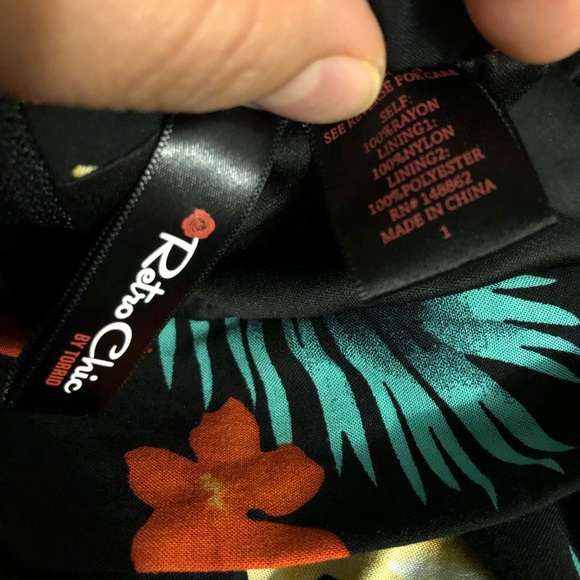 SEE REVERSE FOR CARE
SELF:
100%RAYON
LINING1:
100%NYLON
LINING2:
100%POLYESTER
RN# 148862
MADE IN CHINA
1
Retro Chic
BY TORRID